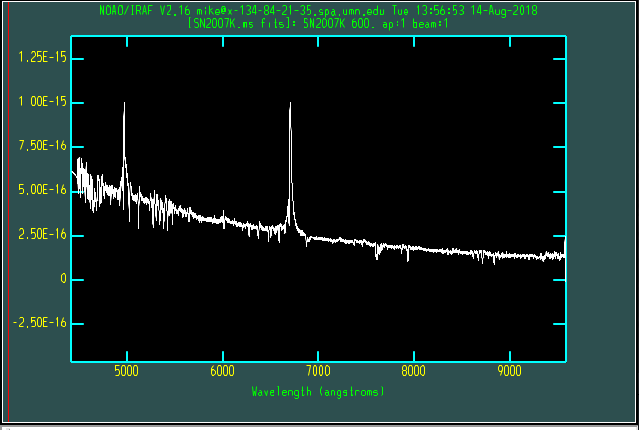 NOAO/IRAF V2.16 mike@x-134-84-21-35.spa.umn.edu Tue 13:56:53 14-Aug-2018
[SN2007K.ms fits]: SN2007K 600. ap:1 beam:1
1.25E-15
1 00E-15
7.50E-16
5.00E-16
2.50E-16
0
-2.50E-16
5000 6000 7000 8000 9000
Wavelength (angstroms)